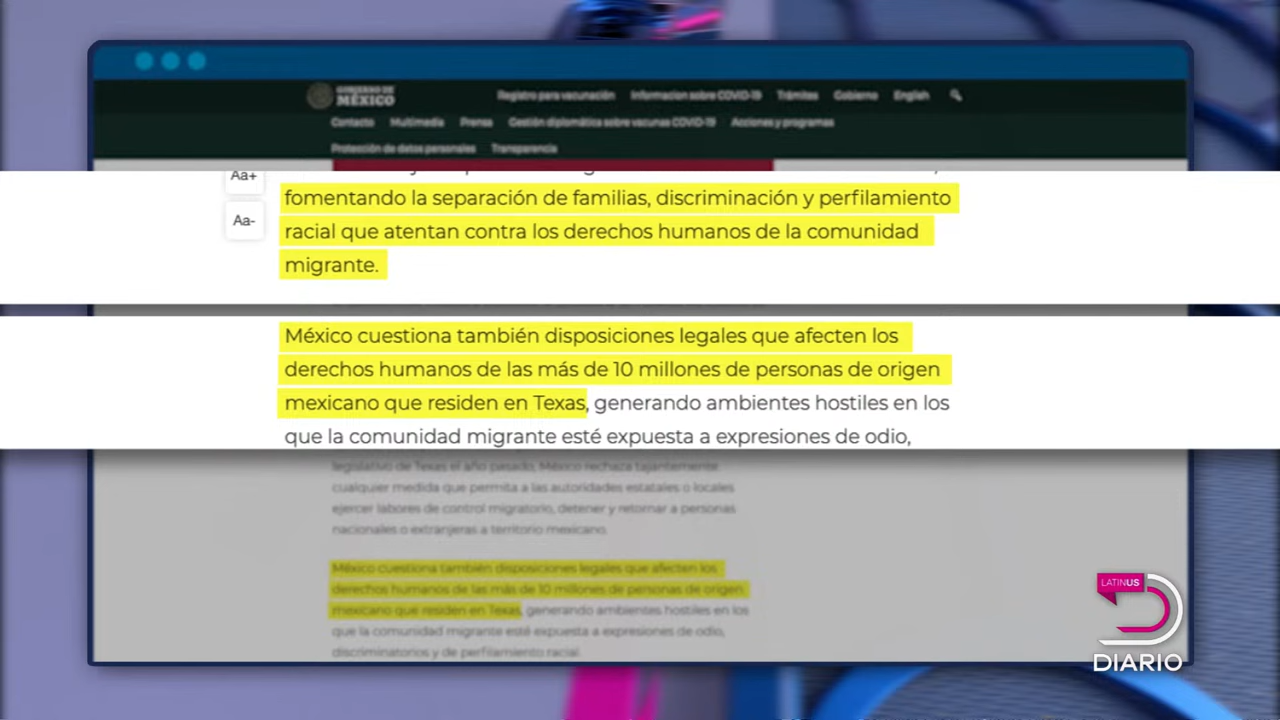 GOBIERNO DE
MÉXICO
Registro para vacunación Informacion sobre COVID-19 Trámites Gobierno English
Contacto Multimedia Prensa Gestión diplomática sobre vacunas COVID-19 Acciones y programas
Protección de datos personales Transparencia
Aa+
Aa-
fomentando la separación de familias, discriminación y perfilamiento
racial que atentan contra los derechos humanos de la comunidad
migrante.
México cuestiona también disposiciones legales que afecten los
derechos humanos de las más de 10 millones de personas de origen
mexicano que residen en Texas, generando ambientes hostiles en los
que la comunidad migrante esté expuesta a expresiones de odio,
legislativo de Texas el año pasado, México rechaza tajantemente
cualquier medida que permita a las autoridades estatales o locales
ejercer labores de control migratorio, detener y retornar a personas
nacionales o extranjeras a territorio mexicano.
México cuestiona también disposiciones legales que afecten los
derechos humanos de las más de 10 millones de personas de origen
mexicano que residen en Texas, generando ambientes hostiles en los
que la comunidad migrante esté expuesta a expresiones de odio,
discriminatorios y de perfilamiento racial.
LATINUS
DIARIO